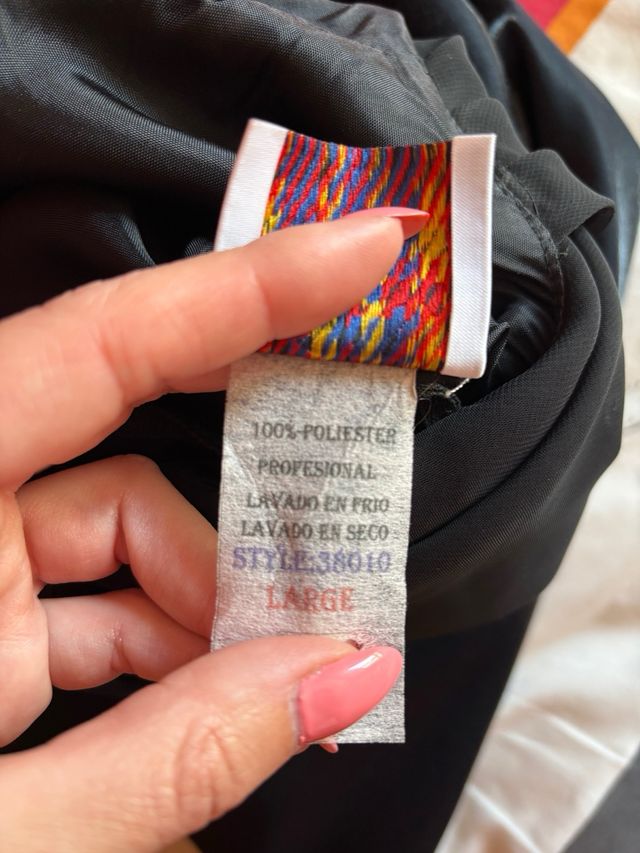 100% POLIESTER
PROFESIONAL
LAVADO EN FRIO
LAVADO EN SECO
STYLE:38010
LARGE